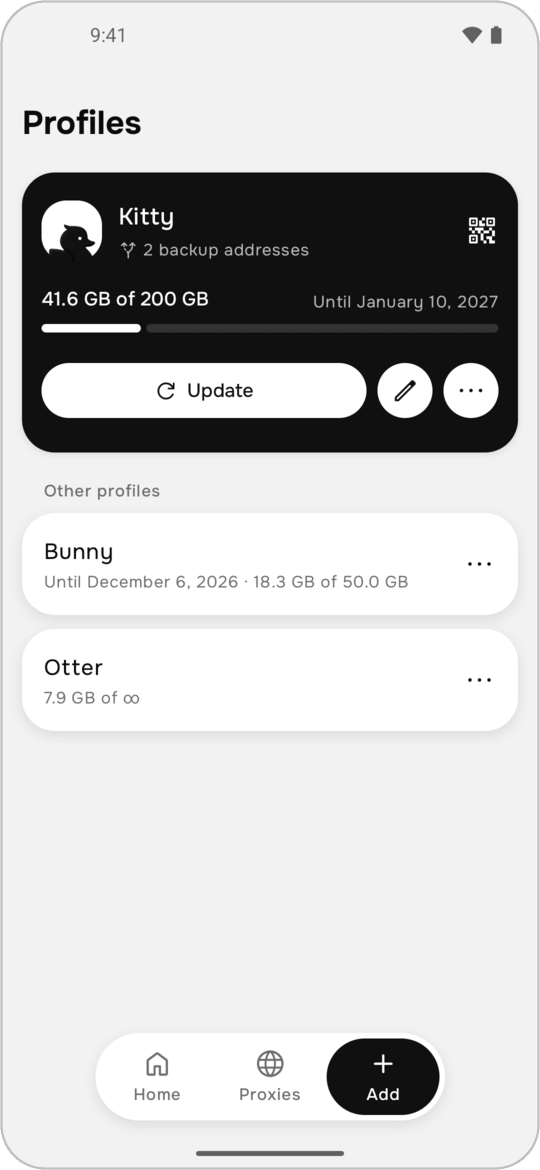 9:41
Profiles
Kitty
2 backup addresses
41.6 GB of 200 GB
Until January 10, 2027
Update
Other profiles
Bunny
Until December 6, 2026 · 18.3 GB of 50.0 GB
Otter
7.9 GB of ∞
Home
Proxies
Add